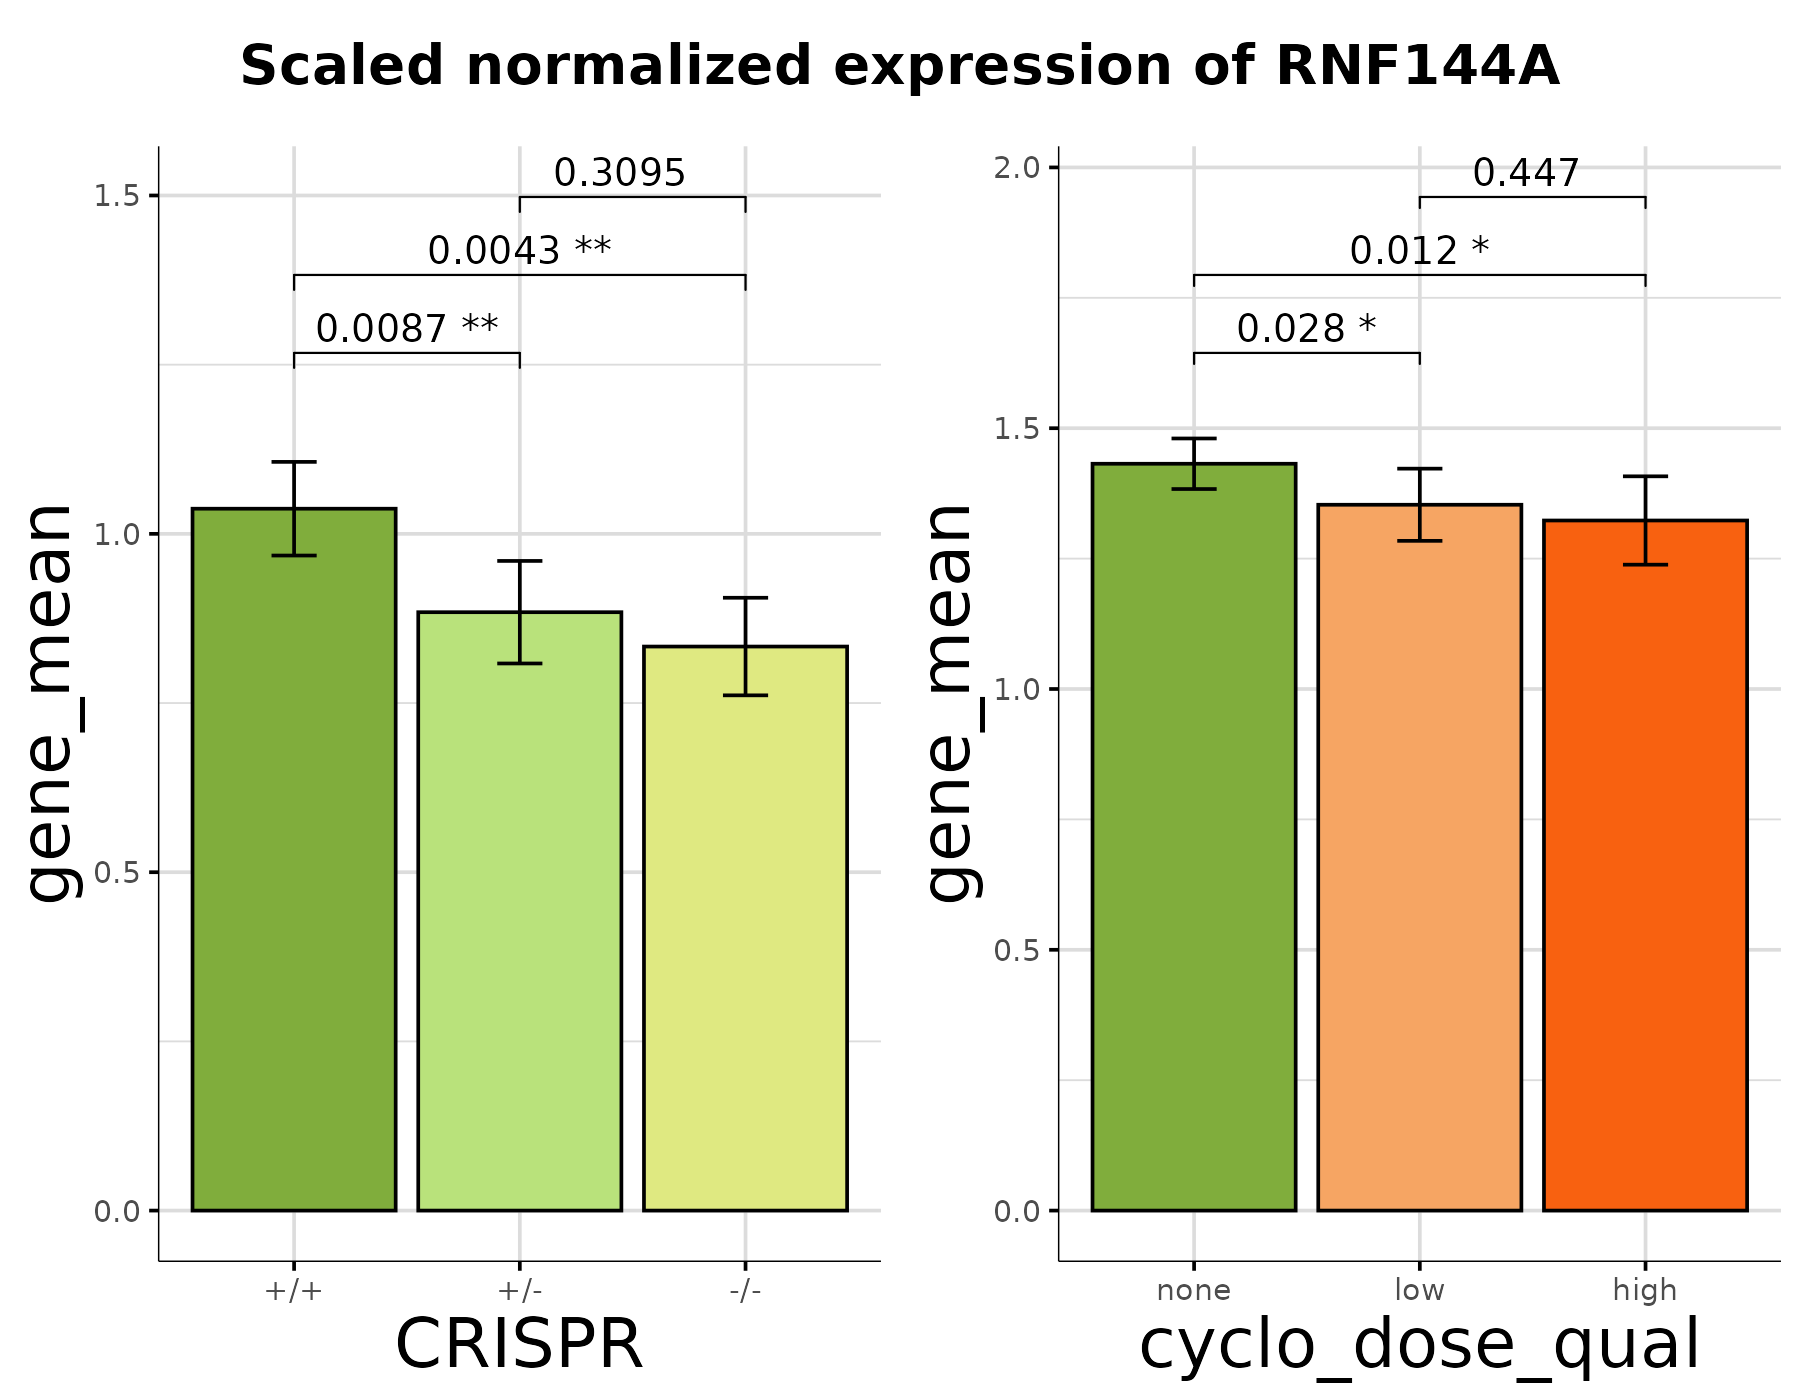 Scaled normalized expression of RNF144A
gene_mean
1.5
1.0
0.5
0.0
0.3095
0.0043 **
0.0087 **
+/+
+/-
-/-
CRISPR
gene_mean
2.0
1.5
1.0
0.5
0.0
0.447
0.012 *
0.028 *
none
low
high
cyclo_dose_qual